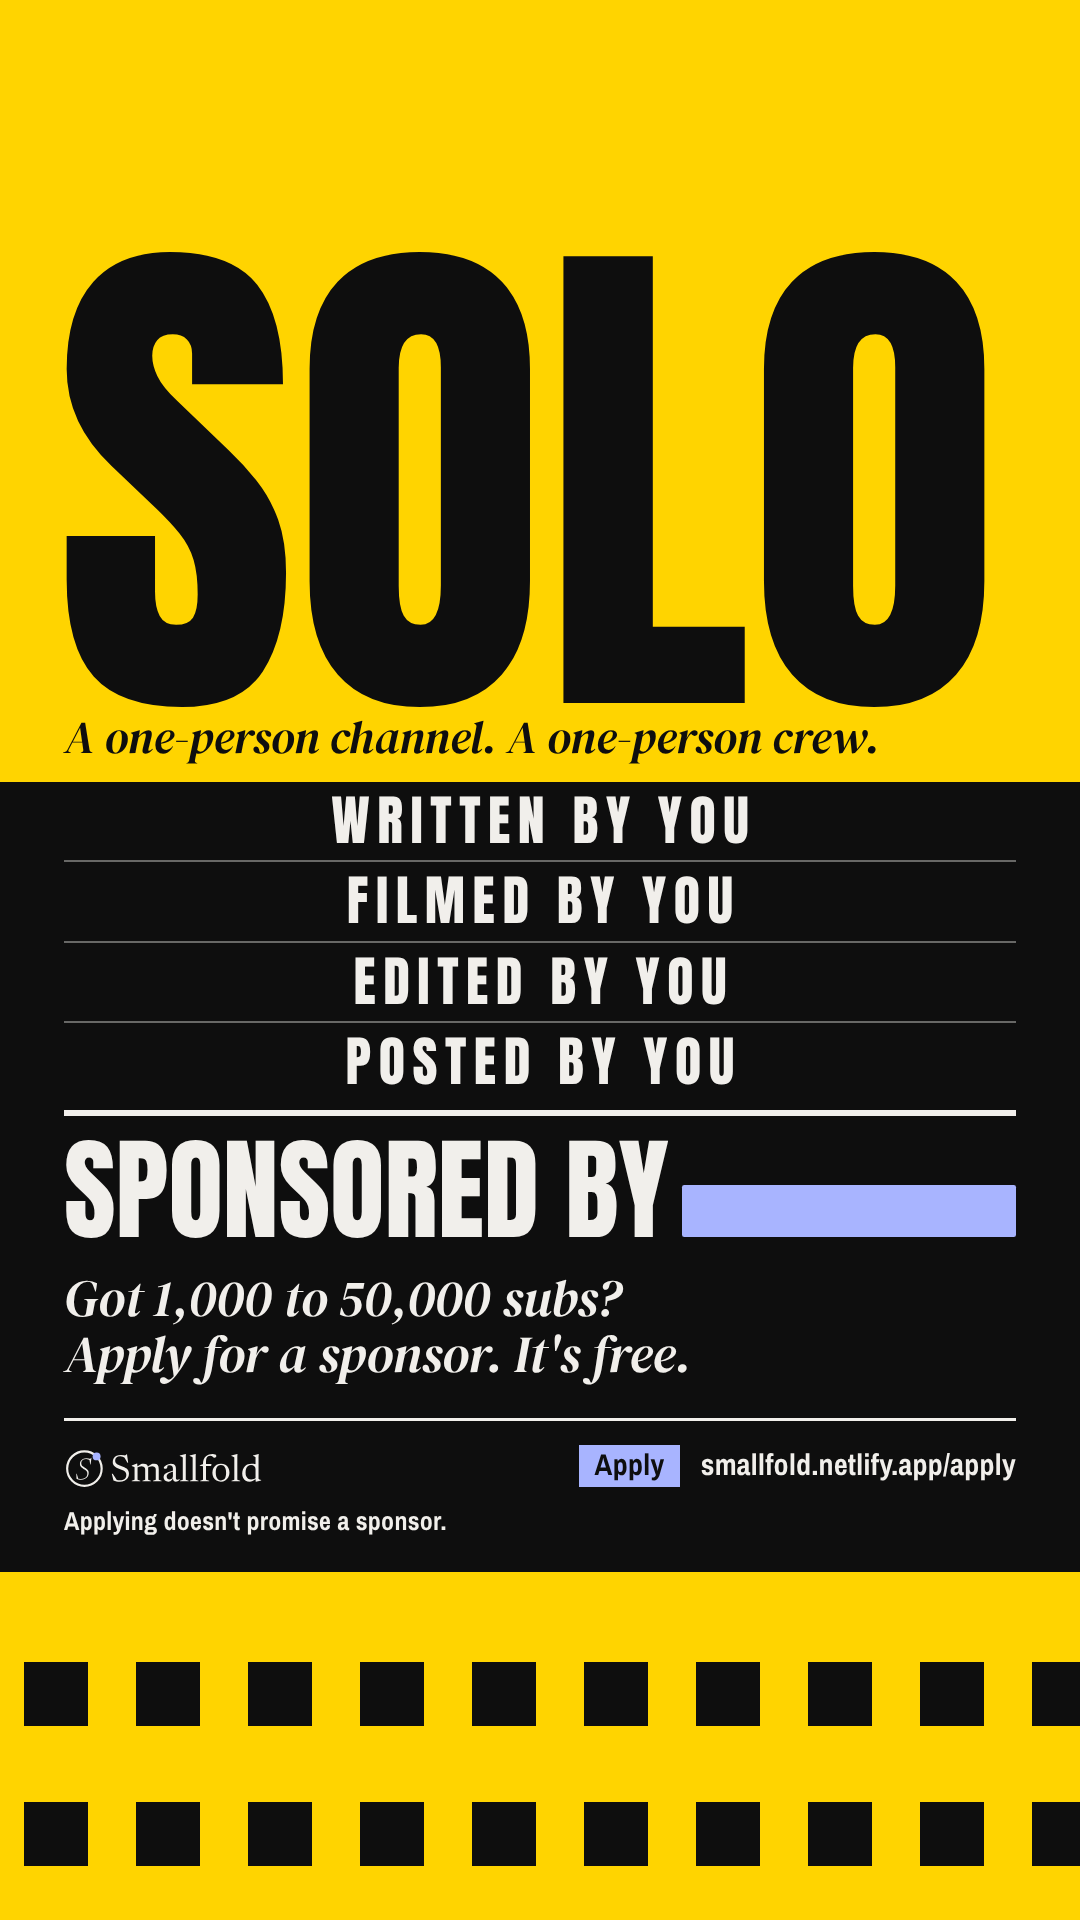 SOLO
A one-person channel. A one-person crew.
WRITTEN BY YOU
FILMED BY YOU
EDITED BY YOU
POSTED BY YOU
SPONSORED BY
Got 1,000 to 50,000 subs?
Apply for a sponsor. It's free.
S Smallfold
Apply smallfold.netlify.app/apply
Applying doesn't promise a sponsor.